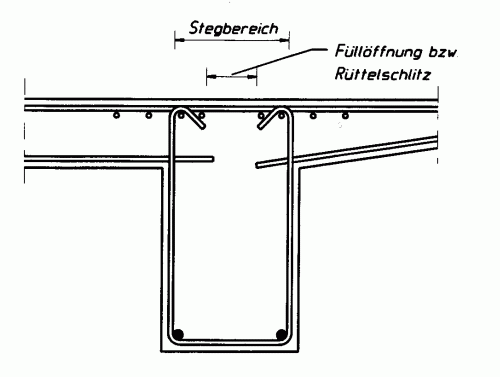 Stegbereich
Füllöffnung bzw.
Rüttelschlitz